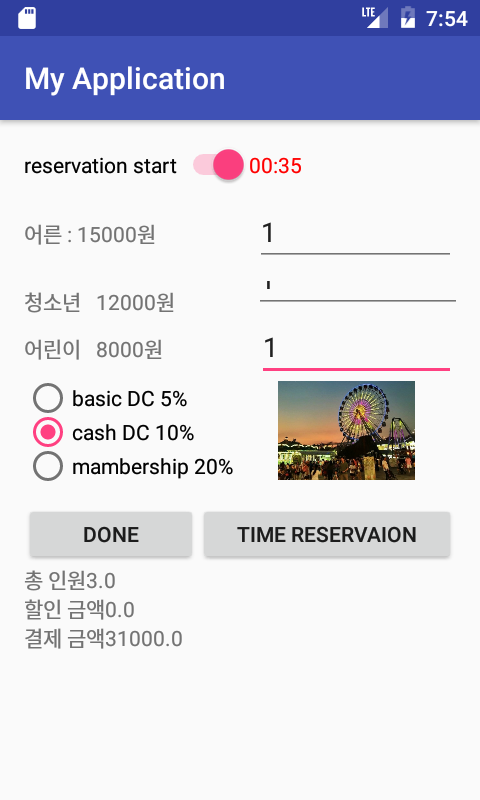 LTE 7:54
My Application
reservation start 00:35
어른 : 15000원 1
청소년 12000원
어린이 8000원 1
basic DC 5%
cash DC 10%
mambership 20%
DONE TIME RESERVAION
총 인원3.0
할인 금액0.0
결제 금액31000.0